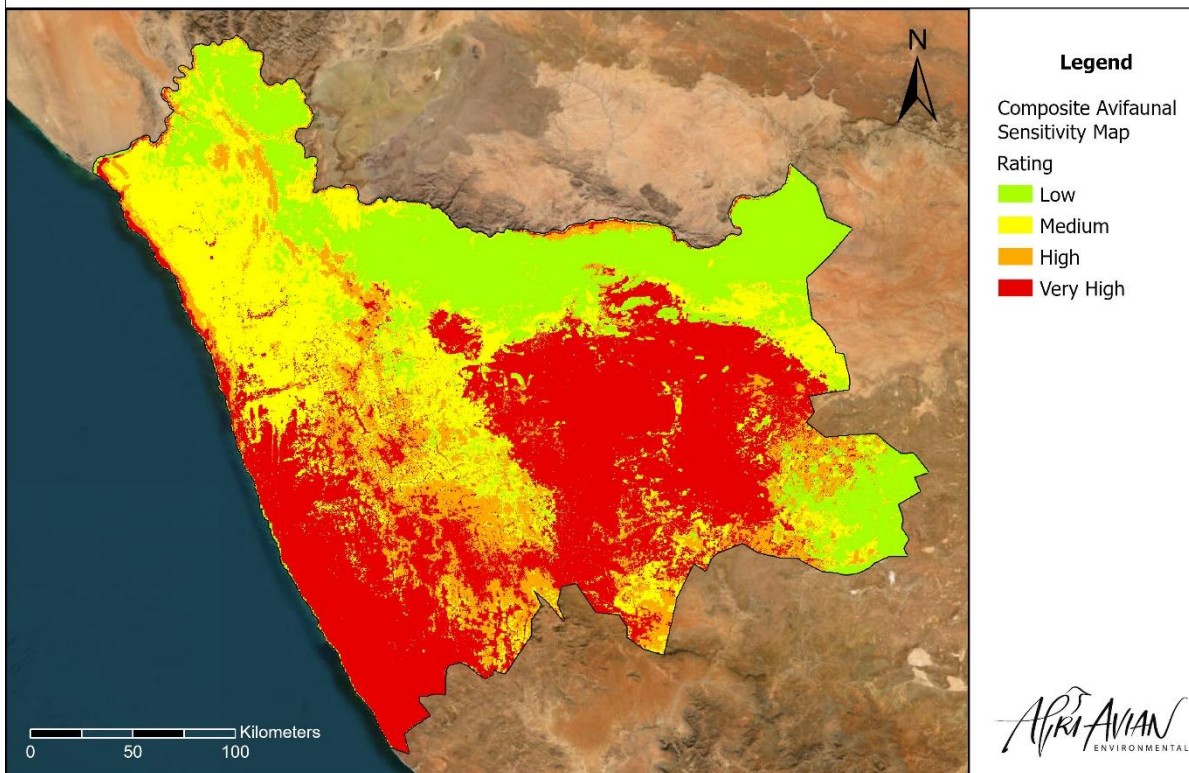 N
Legend
Composite Avifaunal
Sensitivity Map
Rating
Low
Medium
High
Very High
Kilometers
0 50 100
AFRIAVIAN
ENVIRONMENTAL